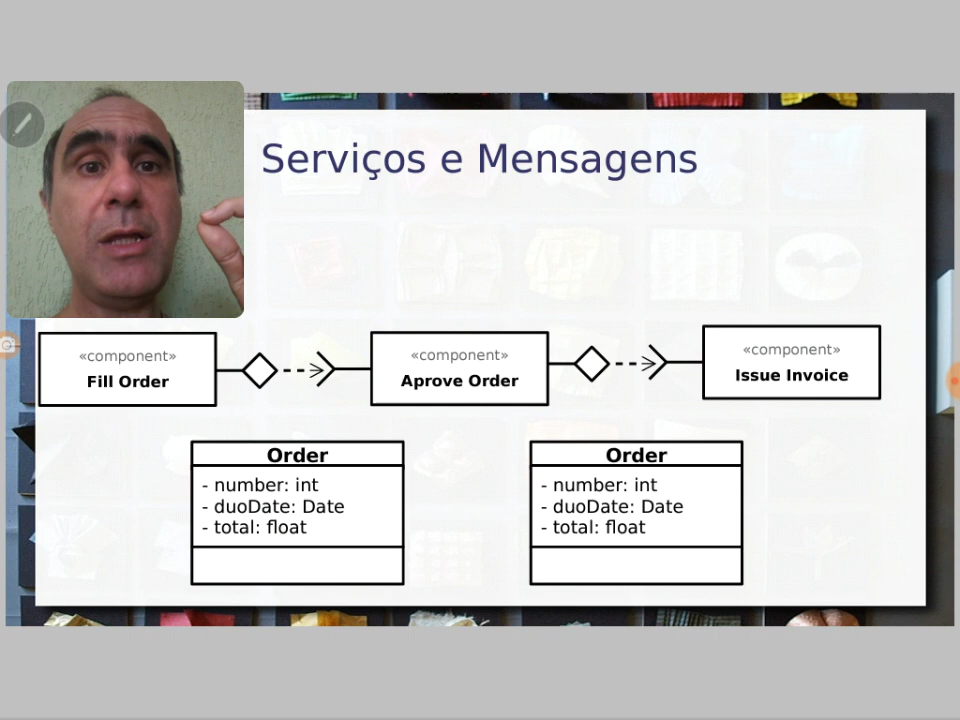 Serviços e Mensagens
«component»
Fill Order
«component»
Aprove Order
«component»
Issue Invoice
Order
- number: int
- duoDate: Date
- total: float
Order
- number: int
- duoDate: Date
- total: float